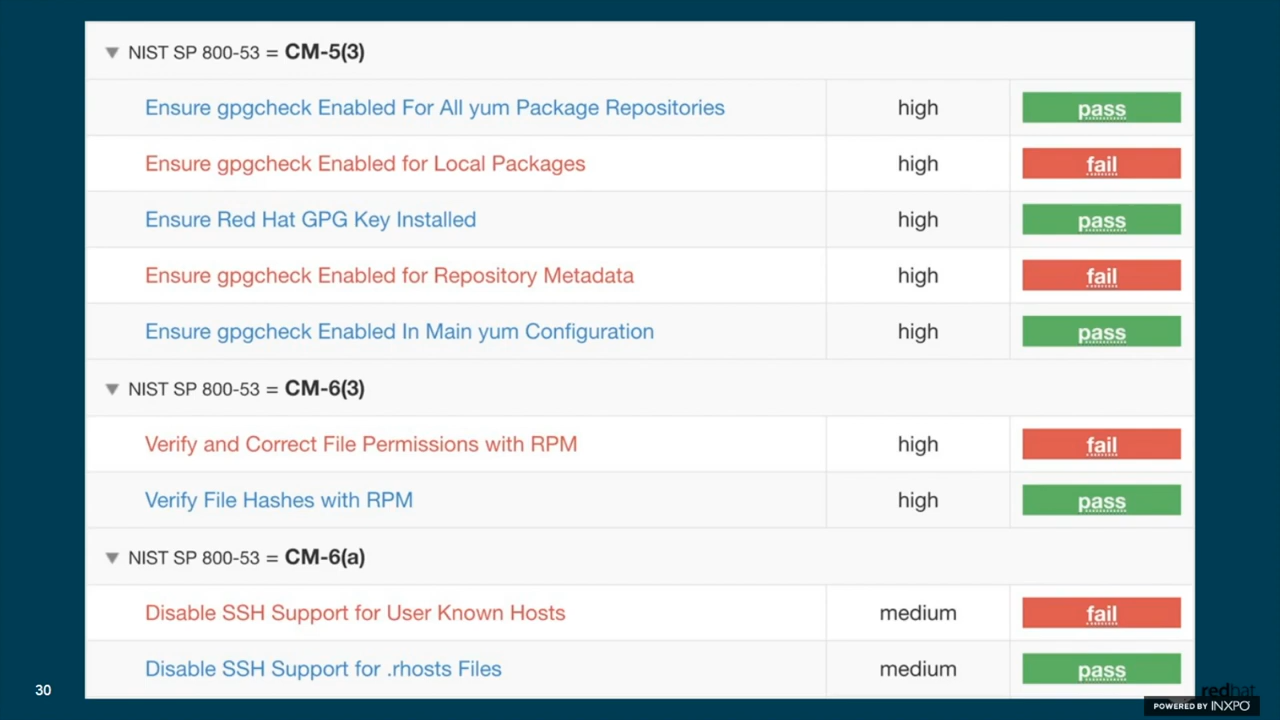 NIST SP 800-53 = CM-5(3)
Ensure gpgcheck Enabled For All yum Package Repositories high pass
Ensure gpgcheck Enabled for Local Packages high fail
Ensure Red Hat GPG Key Installed high pass
Ensure gpgcheck Enabled for Repository Metadata high fail
Ensure gpgcheck Enabled In Main yum Configuration high pass
NIST SP 800-53 = CM-6(3)
Verify and Correct File Permissions with RPM high fail
Verify File Hashes with RPM high pass
NIST SP 800-53 = CM-6(a)
Disable SSH Support for User Known Hosts medium fail
Disable SSH Support for .rhosts Files medium pass
30
redhat
POWERED BY INXPO